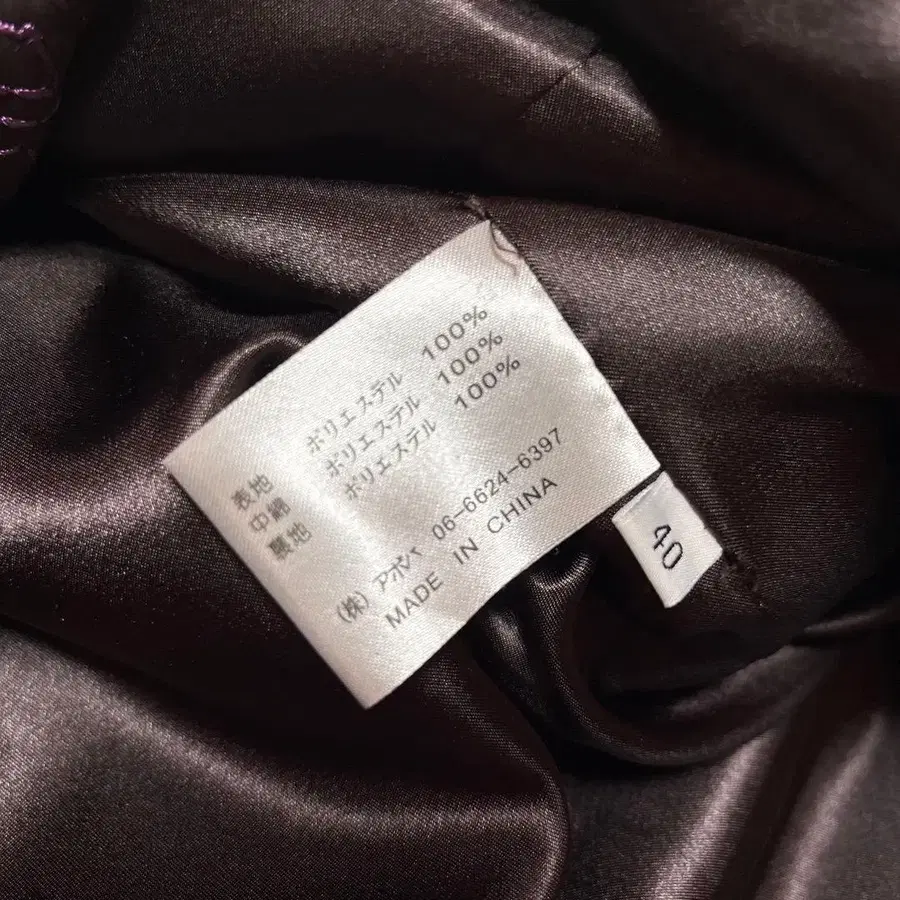 表地 ポリエステル 100%
中綿 ポリエステル 100%
裏地 ポリエステル 100%
(株) アポハ 06-6624-6397
MADE IN CHINA
40